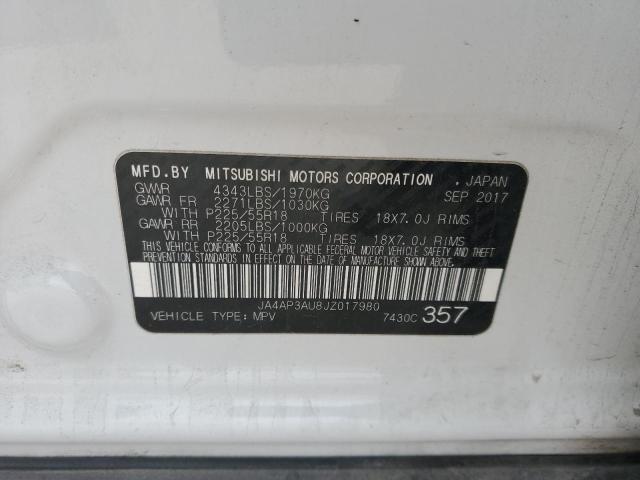 MFD.BY MITSUBISHI MOTORS CORPORATION . JAPAN
GVWR 4343LBS/1970KG SEP 2017
GAWR FR 2271LBS/1030KG
WITH P225/55R18 TIRES 18X7.0J RIMS
GAWR RR 2205LBS/1000KG
WITH P225/55R18 TIRES 18X7.0J RIMS
THIS VEHICLE CONFORMS TO ALL APPLICABLE FEDERAL MOTOR VEHICLE SAFETY AND THEFT
PREVENTION STANDARDS IN EFFECT ON THE DATE OF MANUFACTURE SHOWN ABOVE.
JA4AP3AU8JZ017980
VEHICLE TYPE: MPV 7430C 357